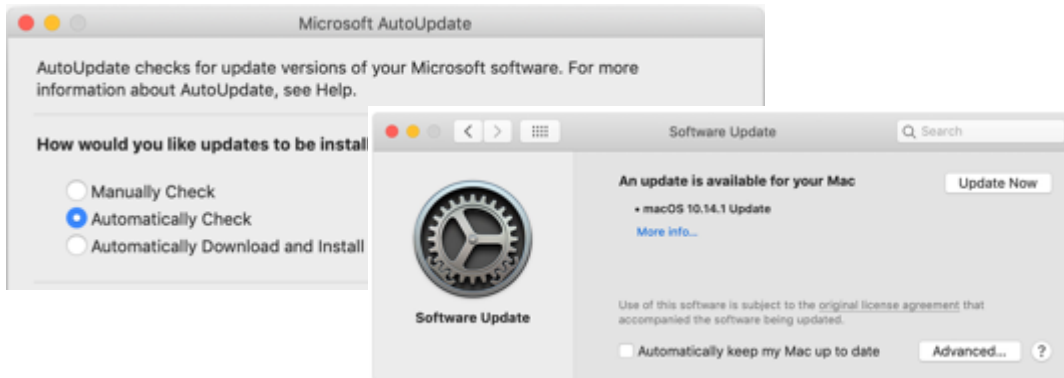 Microsoft AutoUpdate
AutoUpdate checks for update versions of your Microsoft software. For more
information about AutoUpdate, see Help.
How would you like updates to be instal
Manually Check
Automatically Check
Automatically Download and Install
Software Update
Search
Software Update
An update is available for your Mac
Update Now
• macOS 10.14.1 Update
More info...
Use of this software is subject to the original license agreement that
accompanied the software being updated.
Automatically keep my Mac up to date
Advanced...
?